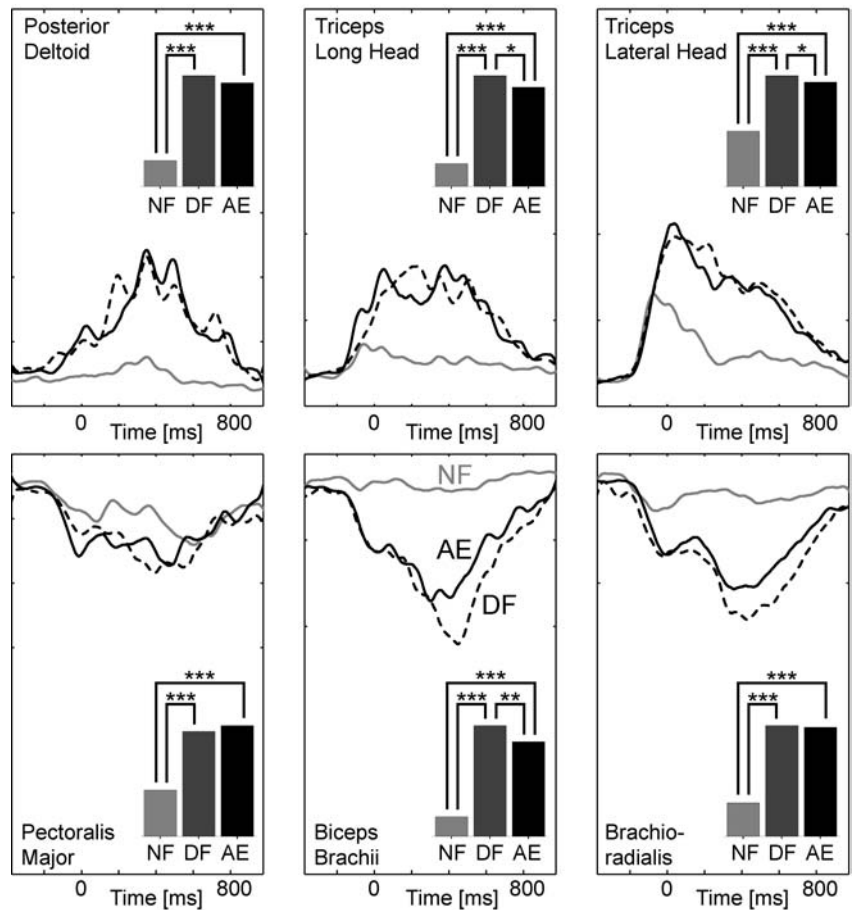 Posterior
Deltoid
***
***
NF DF AE
0 800
Time [ms]
Triceps
Long Head
***
*** *
NF DF AE
0 800
Time [ms]
Triceps
Lateral Head
***
*** *
NF DF AE
0 800
Time [ms]
***
***
Pectoralis
Major
NF DF AE
0 800
Time [ms]
NF
AE
DF
***
*** **
Biceps
Brachii
NF DF AE
0 800
Time [ms]
***
***
Brachio-
radialis
NF DF AE
0 800
Time [ms]